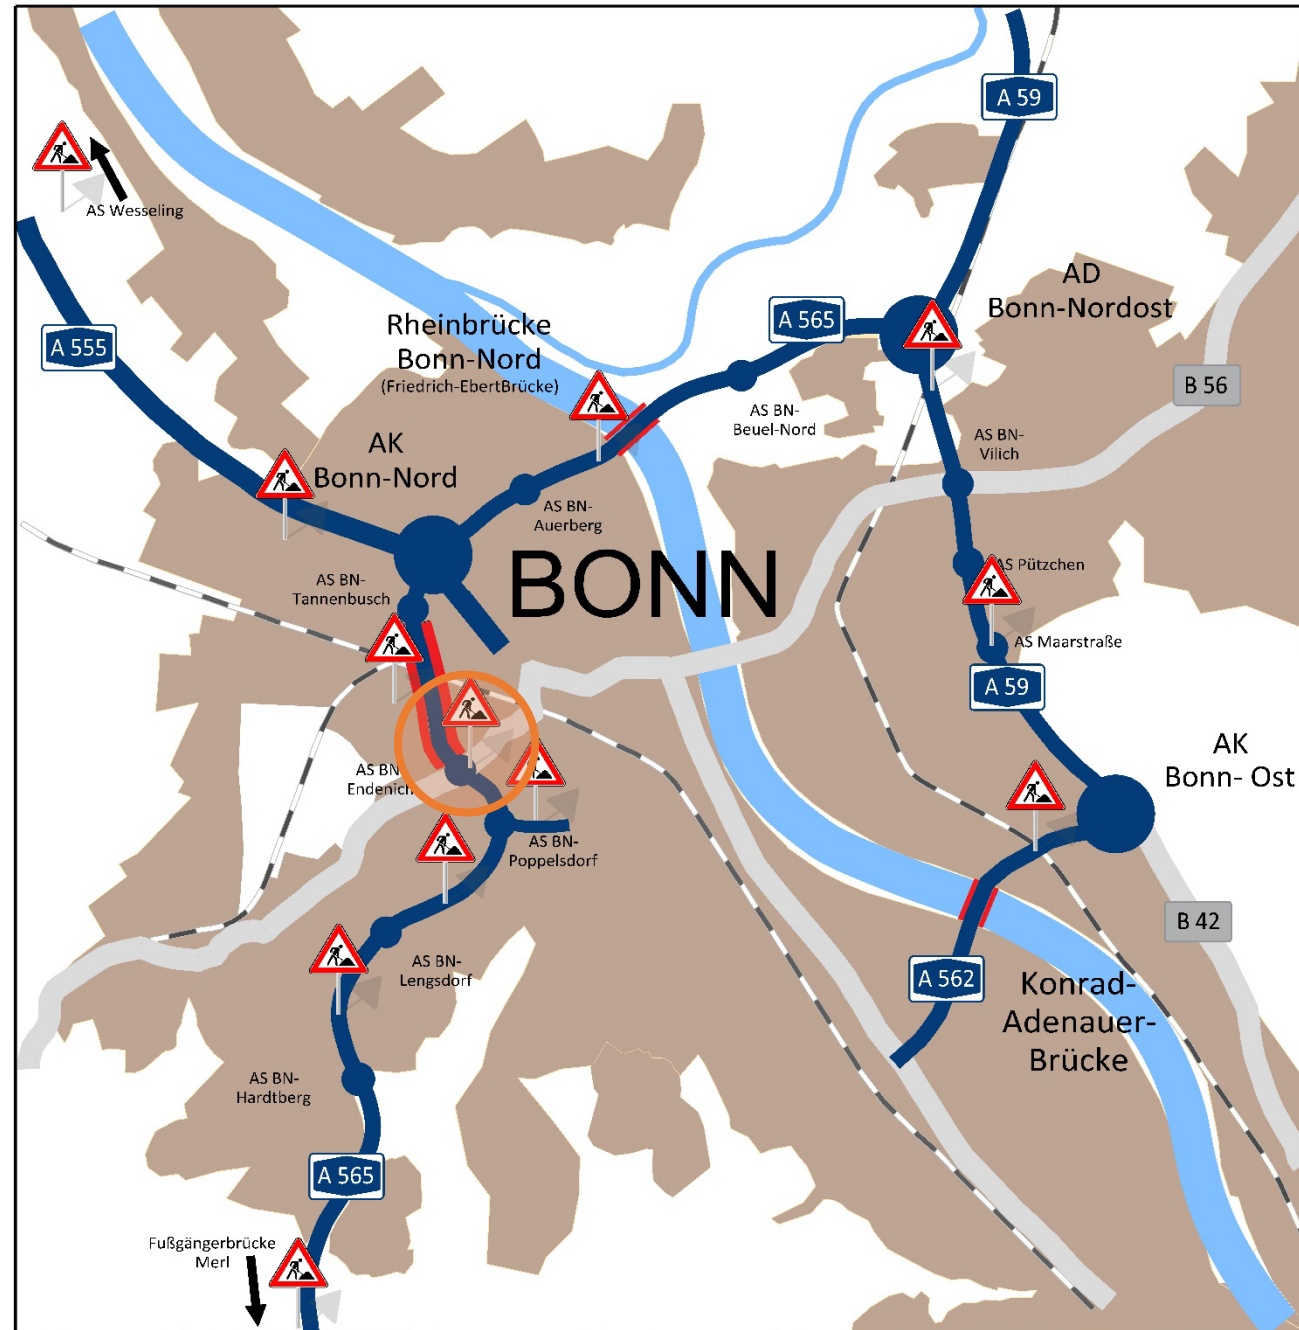 A 59
AS Wesseling
AD
Bonn-Nordost
A 565
Rheinbrücke
Bonn-Nord
(Friedrich-EbertBrücke)
A 555
B 56
AS BN-
Beuel-Nord
AK
Bonn-Nord
AS BN-
Vilich
AS BN-
Auerberg
BONN
AS Pützchen
AS BN-
Tannenbusch
AS Maarstraße
A 59
AK
Bonn- Ost
AS BN-
Endenich
AS BN-
Poppelsdorf
B 42
AS BN-
Lengsdorf
A 562
Konrad-
Adenauer-
Brücke
AS BN-
Hardtberg
A 565
Fußgängerbrücke
Merl